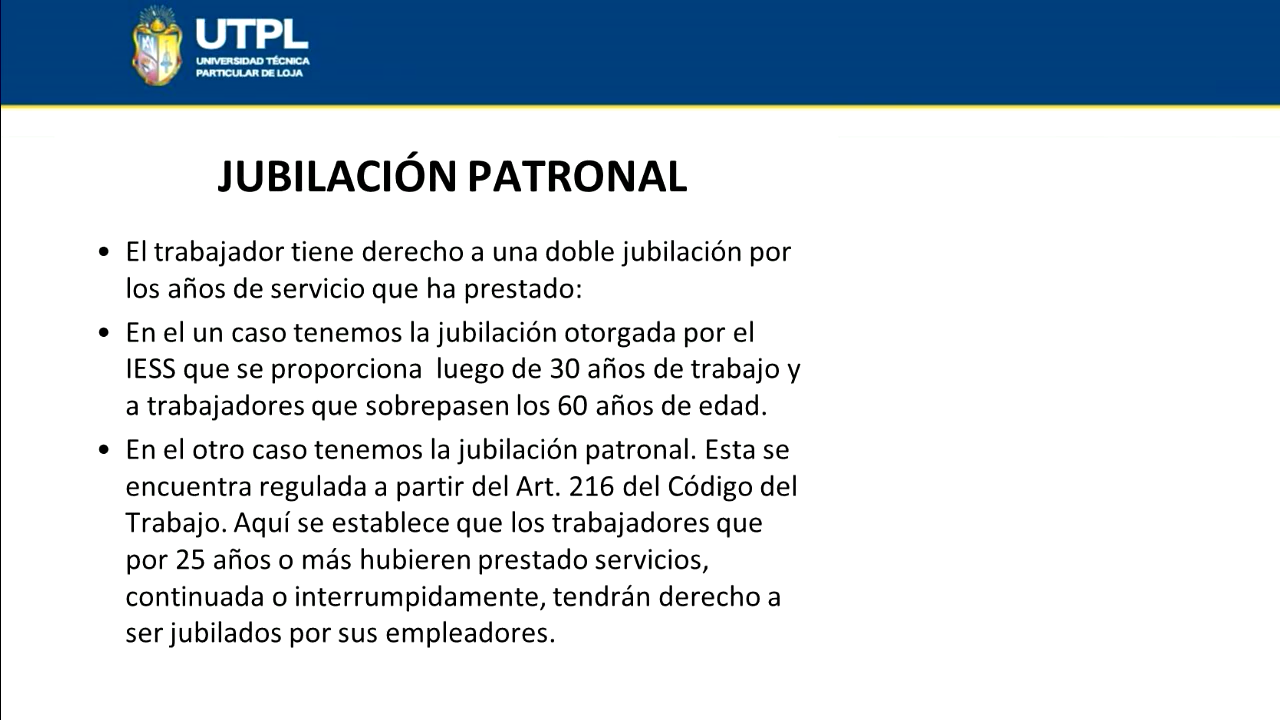 UTPL
UNIVERSIDAD TÉCNICA
PARTICULAR DE LOJA
JUBILACIÓN PATRONAL
• El trabajador tiene derecho a una doble jubilación por
los años de servicio que ha prestado:
• En el un caso tenemos la jubilación otorgada por el
IESS que se proporciona  luego de 30 años de trabajo y
a trabajadores que sobrepasen los 60 años de edad.
• En el otro caso tenemos la jubilación patronal. Esta se
encuentra regulada a partir del Art. 216 del Código del
Trabajo. Aquí se establece que los trabajadores que
por 25 años o más hubieren prestado servicios,
continuada o interrumpidamente, tendrán derecho a
ser jubilados por sus empleadores.